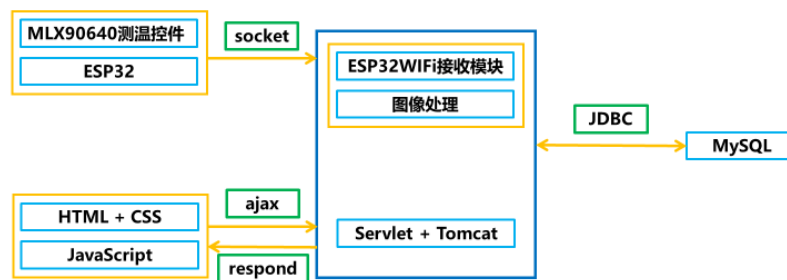 MLX90640测温控件
ESP32
socket
ESP32WIFi接收模块
图像处理
JDBC
MySQL
HTML + CSS
JavaScript
ajax
respond
Servlet + Tomcat